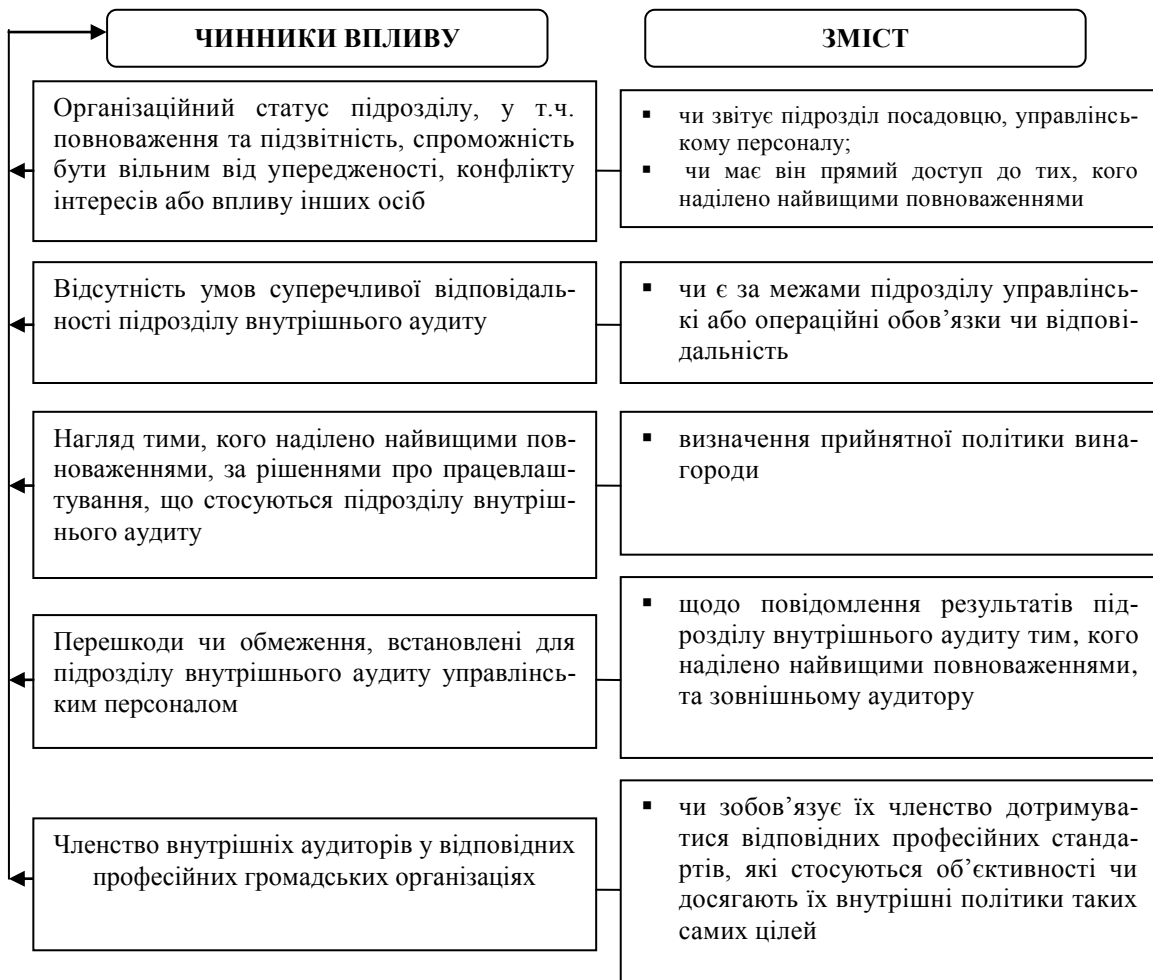 ЧИННИКИ ВПЛИВУ
ЗМІСТ
Організаційний статус підрозділу, у т.ч.
повноваження та підзвітність, спроможність
бути вільним від упередженості, конфлікту
інтересів або впливу інших осіб
▪ чи звітує підрозділ посадовцю, управлінсь-
кому персоналу;
▪ чи має він прямий доступ до тих, кого
наділено найвищими повноваженнями
Відсутність умов суперечливої відповідаль-
ності підрозділу внутрішнього аудиту
▪ чи є за межами підрозділу управлінсь-
кі або операційні обов’язки чи відпові-
дальність
Нагляд тими, кого наділено найвищими пов-
новаженнями, за рішеннями про працевлаш-
тування, що стосуються підрозділу внутріш-
нього аудиту
▪ визначення прийнятної політики вина-
городи
Перешкоди чи обмеження, встановлені для
підрозділу внутрішнього аудиту управлінсь-
ким персоналом
▪ щодо повідомлення результатів під-
розділу внутрішнього аудиту тим, кого
наділено найвищими повноваженнями,
та зовнішньому аудитору
Членство внутрішніх аудиторів у відповідних
професійних громадських організаціях
▪ чи зобов’язує їх членство дотримува-
тися відповідних професійних станда-
ртів, які стосуються об’єктивності чи
досягають їх внутрішні політики таких
самих цілей